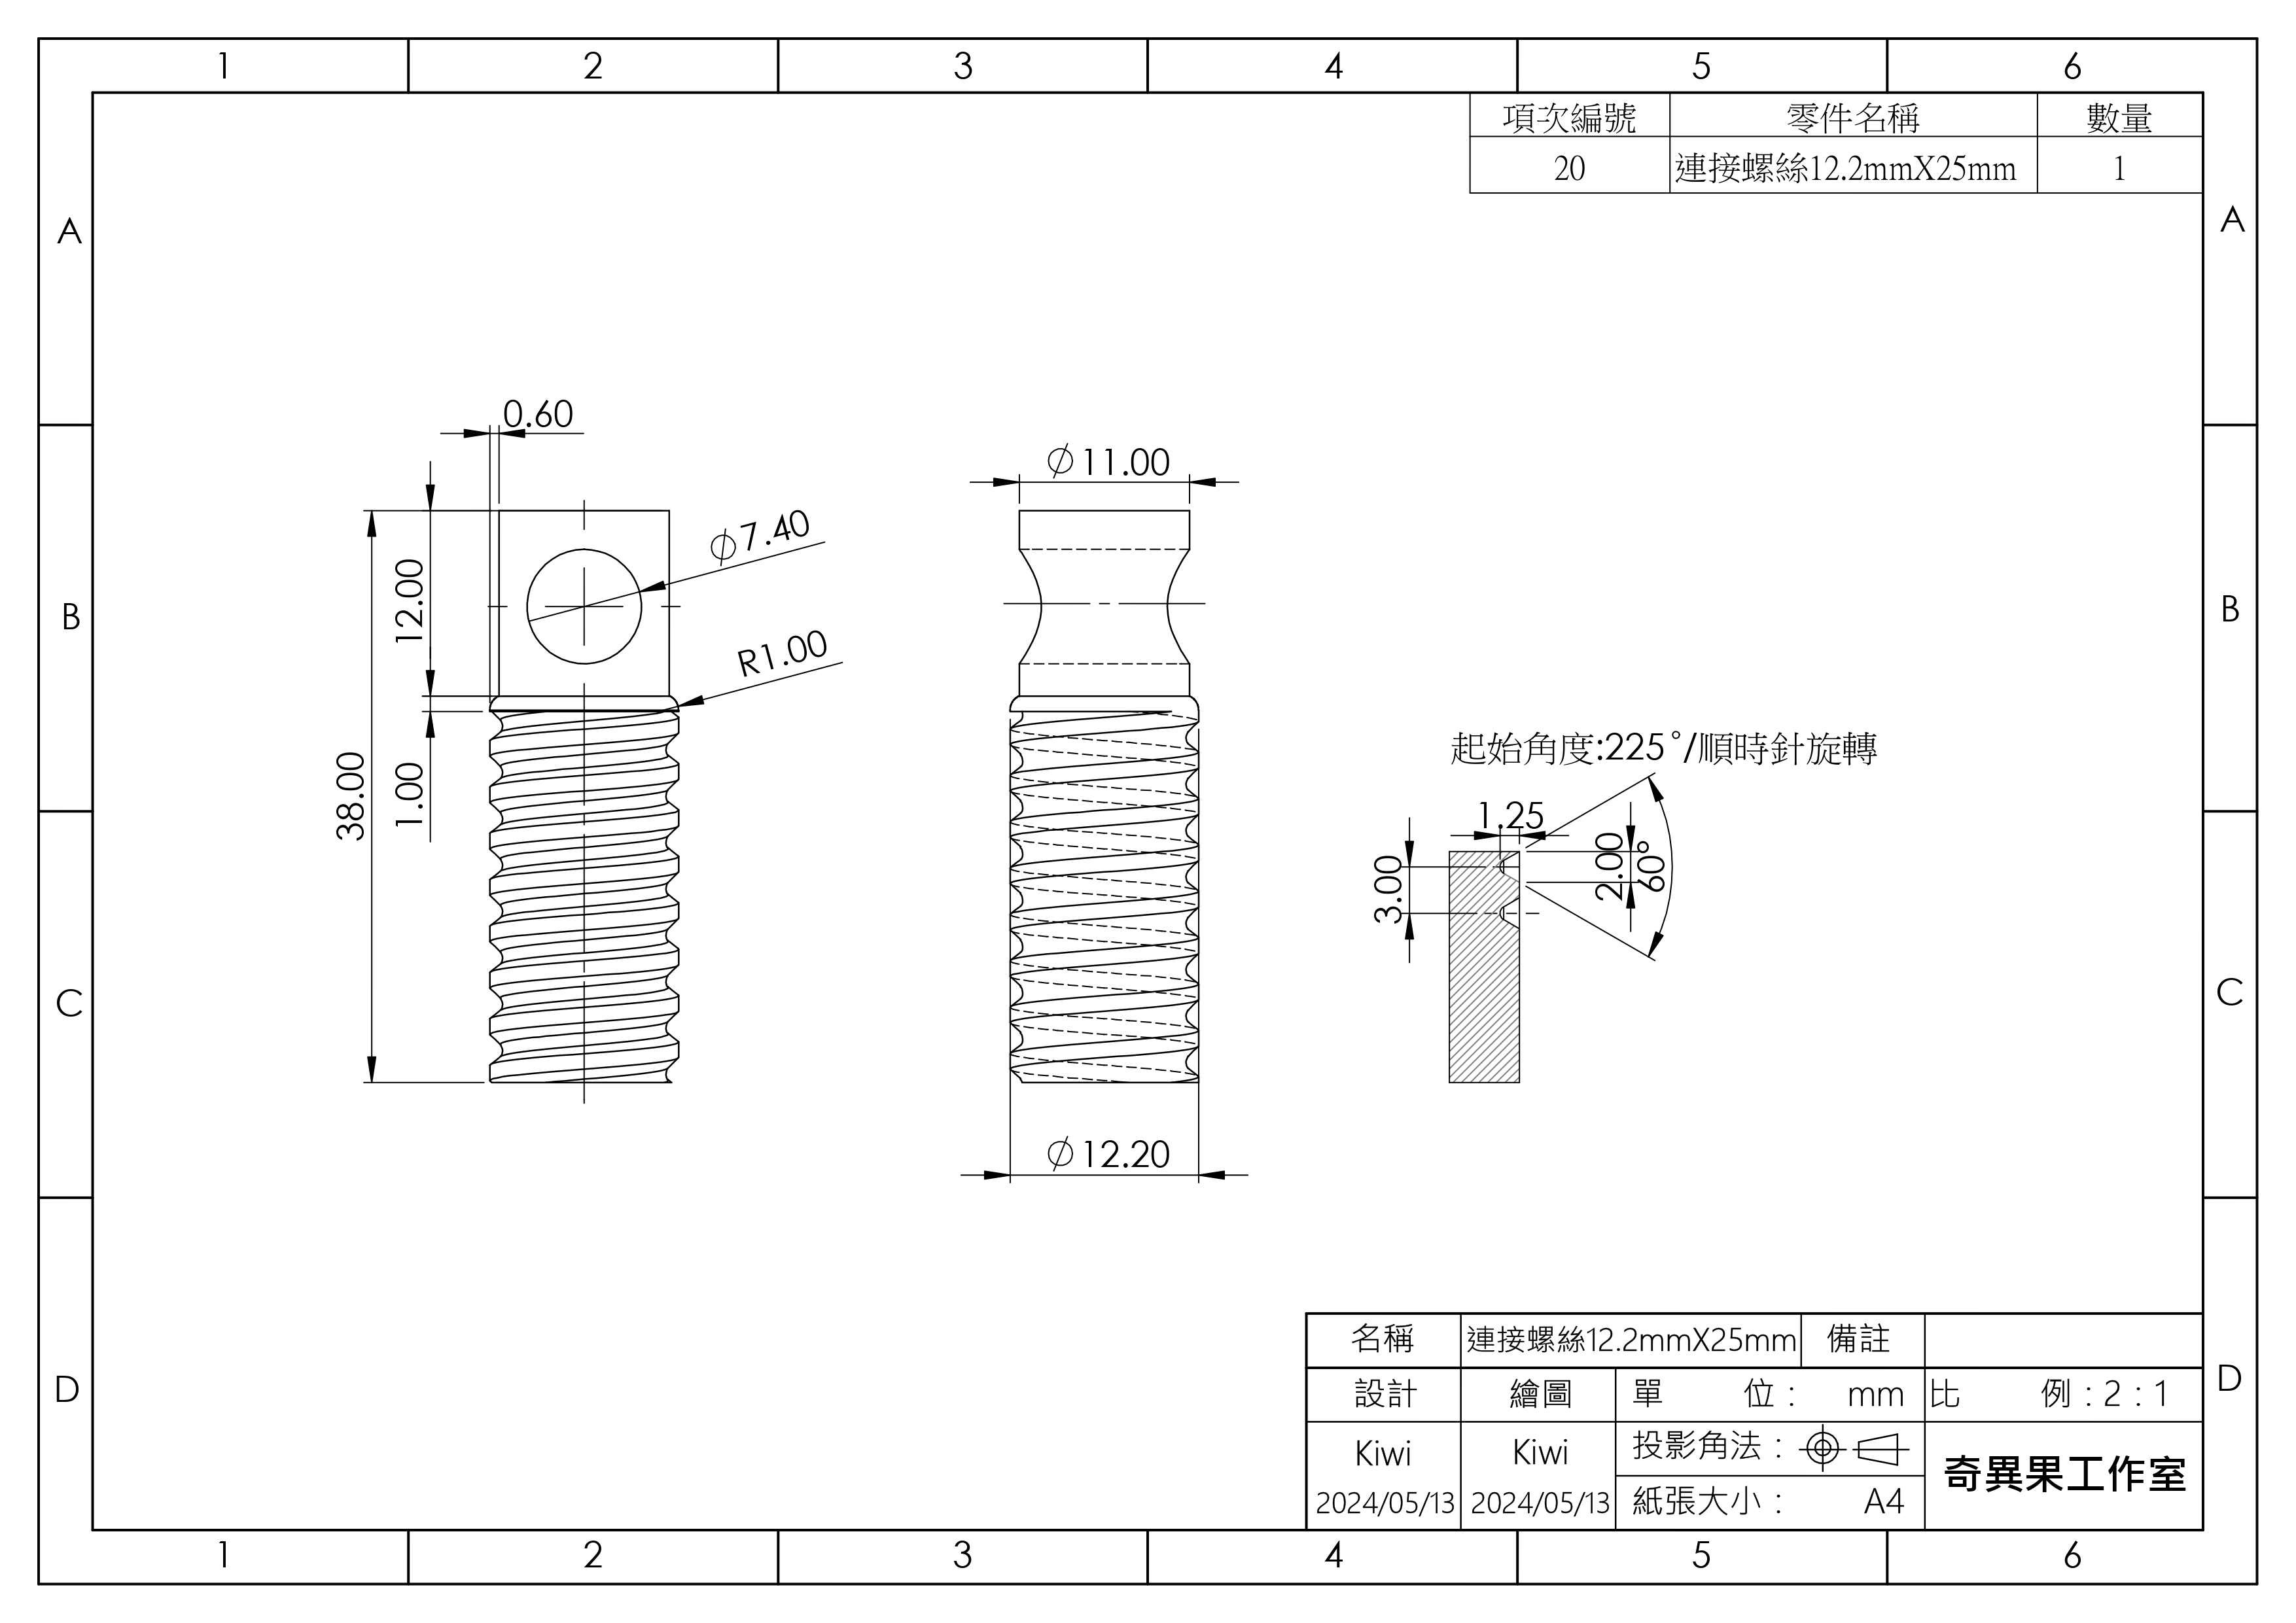 1 2 3 4 5 6
項次編號 零件名稱 數量
20 連接螺絲12.2mmX25mm 1
A A
0.60
⌀11.00
⌀7.40
12.00
B B
R1.00
38.00
1.00
起始角度:225°/順時針旋轉
1.25
3.00
2.00
60°
C C
⌀12.20
名稱 連接螺絲12.2mmX25mm 備註
D D
設計 繪圖 單 位： mm 比 例：2：1
Kiwi Kiwi 投影角法：
奇異果工作室
2024/05/13 2024/05/13 紙張大小： A4
1 2 3 4 5 6